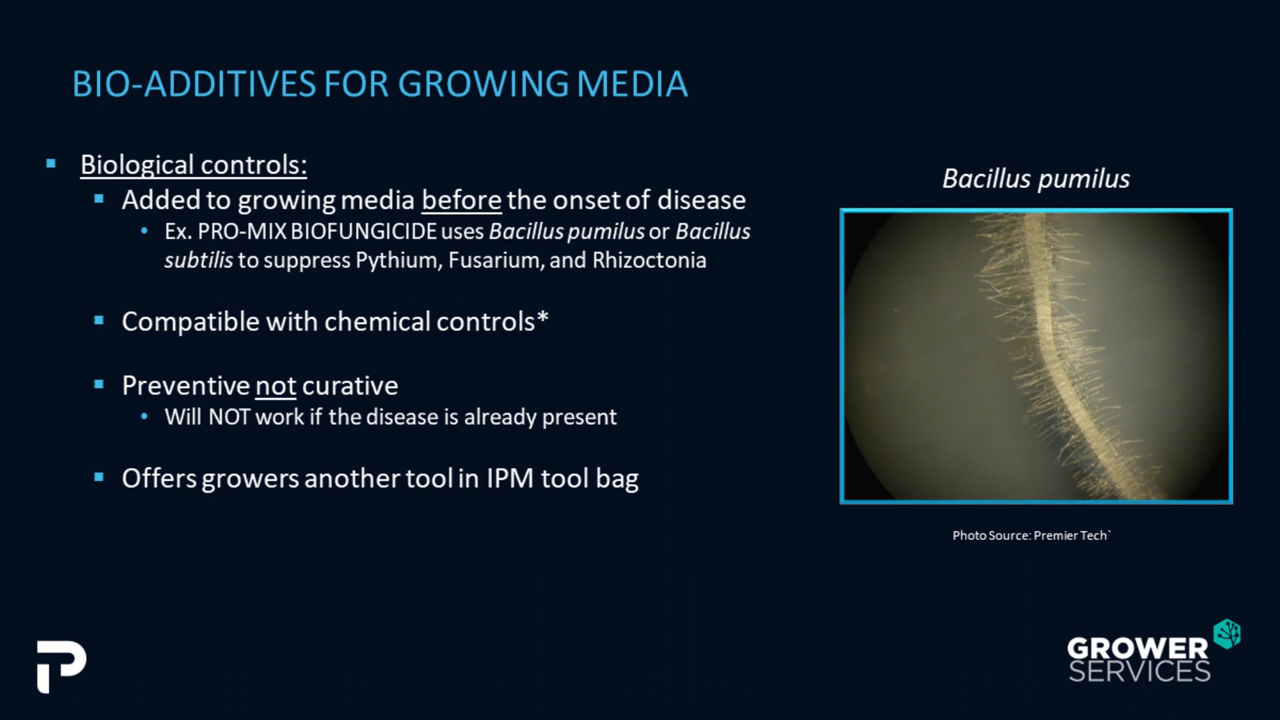 BIO-ADDITIVES FOR GROWING MEDIA
Biological controls:
Added to growing media before the onset of disease
Ex. PRO-MIX BIOFUNGICIDE uses Bacillus pumilus or Bacillus
subtilis to suppress Pythium, Fusarium, and Rhizoctonia
Compatible with chemical controls*
Preventive not curative
Will NOT work if the disease is already present
Offers growers another tool in IPM tool bag
Bacillus pumilus
Photo Source: Premier Tech`
GROWER
SERVICES